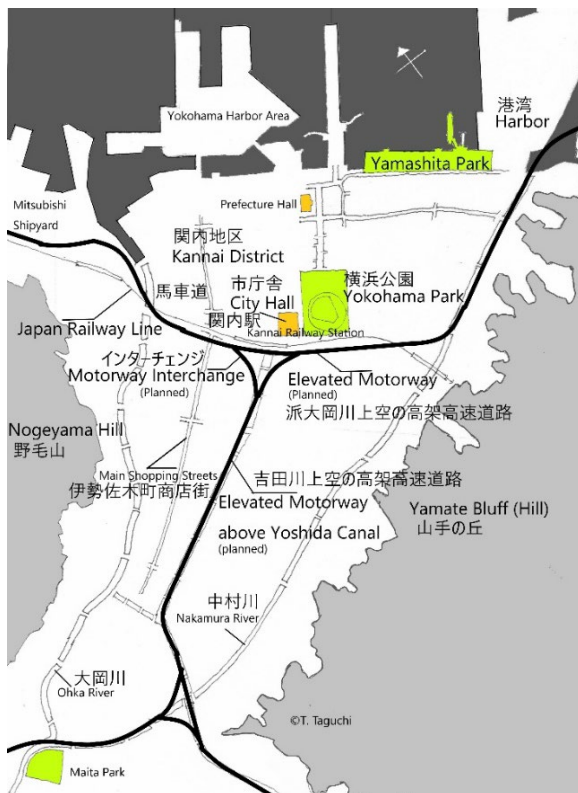 港湾
Harbor
Yokohama Harbor Area
Yamashita Park
Mitsubishi
Shipyard
Prefecture Hall
関内地区
Kannai District
馬車道
市庁舎
City Hall
横浜公園
Yokohama Park
関内駅
Kannai Railway Station
Japan Railway Line
インターチェンジ
Motorway Interchange
(Planned)
Elevated Motorway
(Planned)
派大岡川上空の高架高速道路
Nogeyama Hill
野毛山
Main Shopping Streets
伊勢佐木町商店街
吉田川上空の高架高速道路
Elevated Motorway
above Yoshida Canal
(planned)
Yamate Bluff (Hill)
山手の丘
中村川
Nakamura River
大岡川
Ohka River
©T. Taguchi
Maita Park